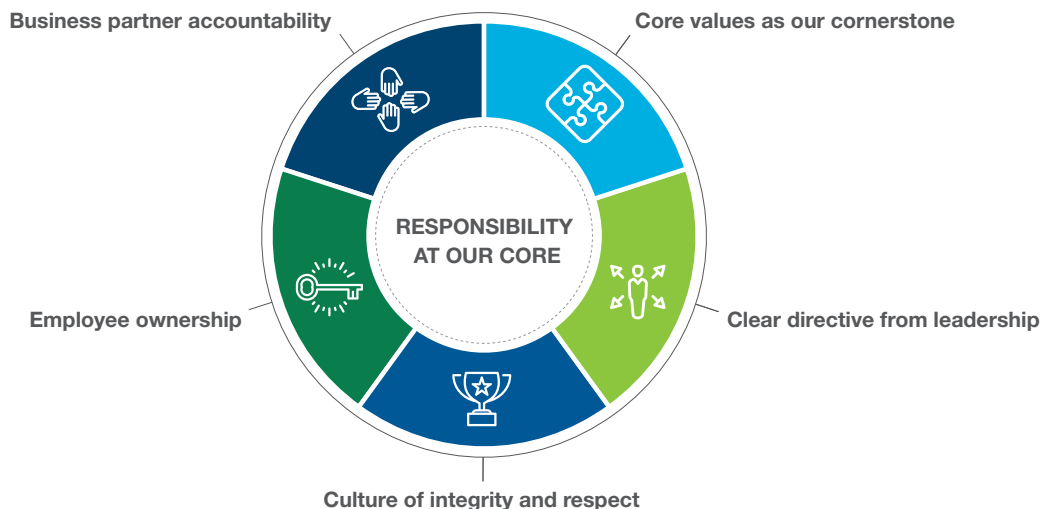 Business partner accountability
Core values as our cornerstone
RESPONSIBILITY
AT OUR CORE
Employee ownership
Clear directive from leadership
Culture of integrity and respect